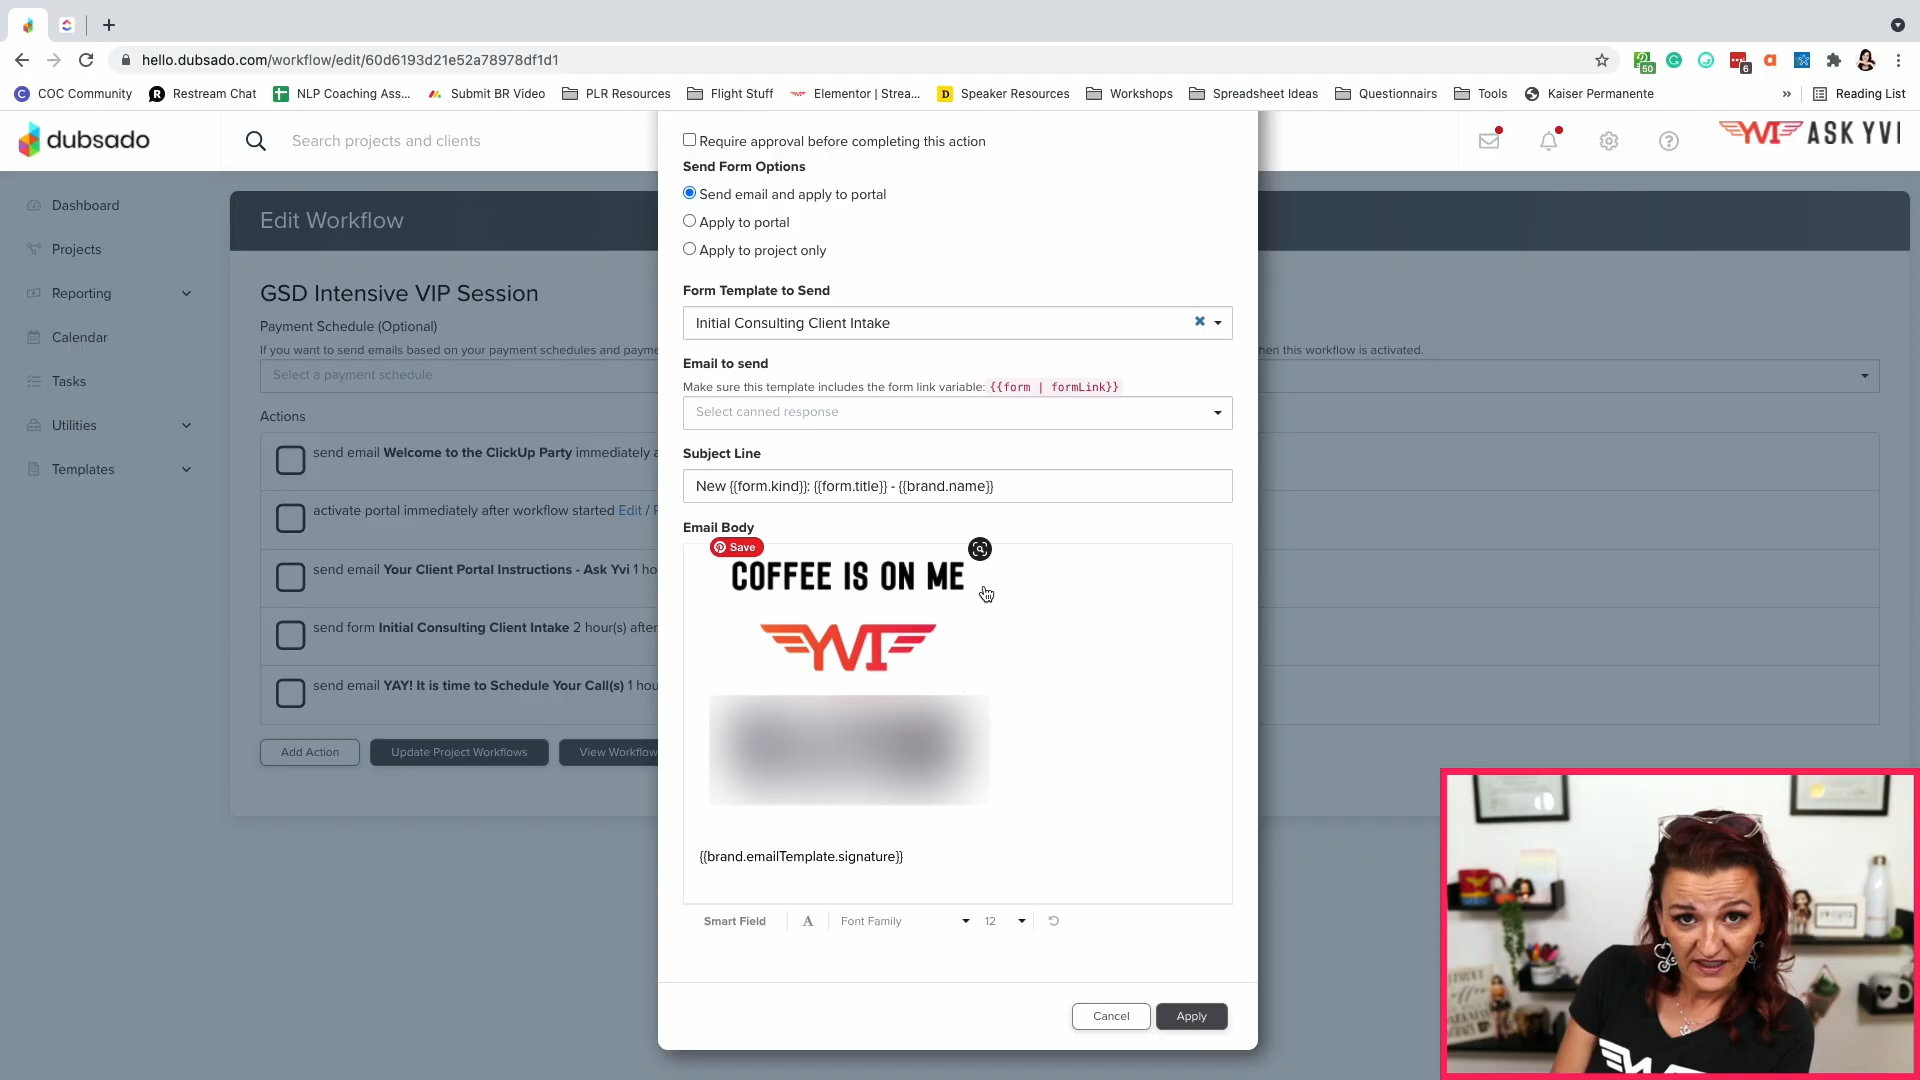 hello.dubsado.com/workflow/edit/60d6193d21e52a78978df1d1
50
6
COC Community
Restream Chat
NLP Coaching Ass...
Submit BR Video
PLR Resources
Flight Stuff
Elementor | Strea...
Speaker Resources
Workshops
Spreadsheet Ideas
Questionnairs
Tools
Kaiser Permanente
»
Reading List
dubsado
Search projects and clients
YVI ASK YVI
Dashboard
Projects
Reporting
Calendar
Tasks
Utilities
Templates
Edit Workflow
GSD Intensive VIP Session
Payment Schedule (Optional)
If you want to send emails based on your payment schedules and payme
hen this workflow is activated.
Select a payment schedule
Actions
send email Welcome to the ClickUp Party immediately a
activate portal immediately after workflow started Edit /
send email Your Client Portal Instructions - Ask Yvi 1 ho
send form Initial Consulting Client Intake 2 hour(s) after
send email YAY! It is time to Schedule Your Call(s) 1 hou
Add Action
Update Project Workflows
View Workflow
Require approval before completing this action
Send Form Options
Send email and apply to portal
Apply to portal
Apply to project only
Form Template to Send
Initial Consulting Client Intake
Email to send
Make sure this template includes the form link variable: {{form | formLink}}
Select canned response
Subject Line
New {{form.kind}}: {{form.title}} - {{brand.name}}
Email Body
Save
COFFEE IS ON ME
YVI
{{brand.emailTemplate.signature}}
Smart Field
A
Font Family
12
Cancel
Apply